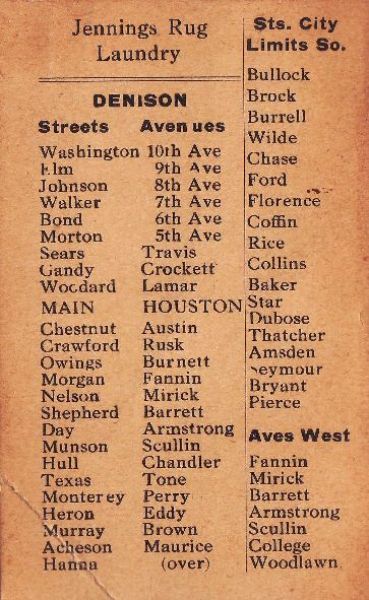 Jennings Rug
Laundry
DENISON
Streets Avenues
Washington 10th Ave
Elm 9th Ave
Johnson 8th Ave
Walker 7th Ave
Bond 6th Ave
Morton 5th Ave
Sears Travis
Gandy Crockett
Woodard Lamar
MAIN HOUSTON
Chestnut Austin
Crawford Rusk
Owings Burnett
Morgan Fannin
Nelson Mirick
Shepherd Barrett
Day Armstrong
Munson Scullin
Hull Chandler
Texas Tone
Monterey Perry
Heron Eddy
Murray Brown
Acheson Maurice
Hanna (over)
Sts. City
Limits So.
Bullock
Brock
Burrell
Wilde
Chase
Ford
Florence
Coffin
Rice
Collins
Baker
Star
Dubose
Thatcher
Amsden
Seymour
Bryant
Pierce
Aves West
Fannin
Mirick
Barrett
Armstrong
Scullin
College
Woodlawn